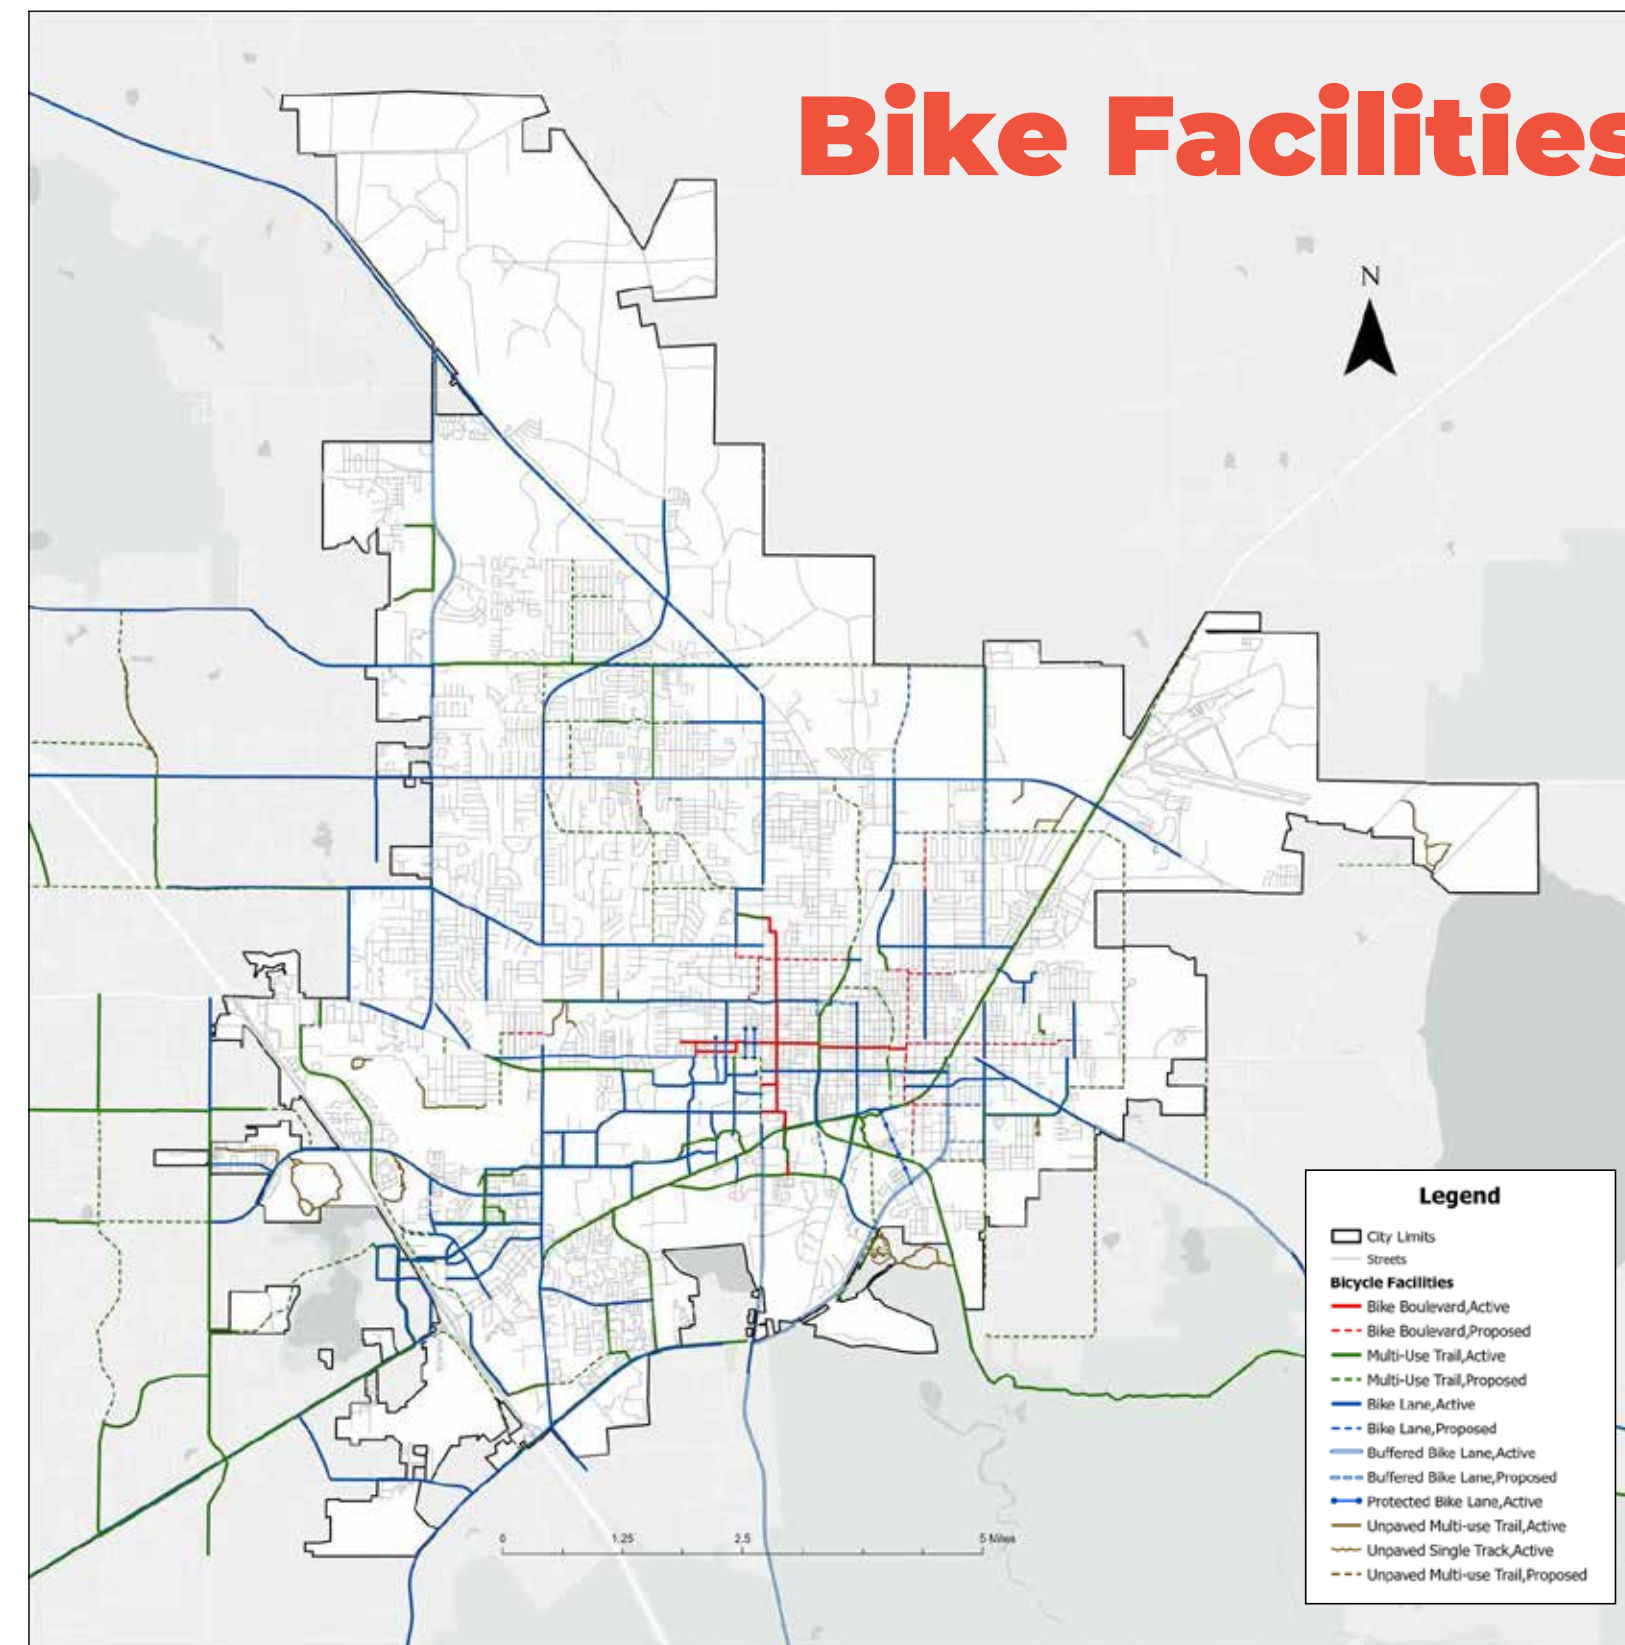 Bike Facilities
N
Legend
City Limits
Streets
Bicycle Facilities
Bike Boulevard,Active
Bike Boulevard,Proposed
Multi-Use Trail,Active
Multi-Use Trail,Proposed
Bike Lane,Active
Bike Lane,Proposed
Buffered Bike Lane,Active
Buffered Bike Lane,Proposed
Protected Bike Lane,Active
Unpaved Multi-use Trail,Active
Unpaved Single Track,Active
Unpaved Multi-use Trail,Proposed
0 1.25 2.5 5 Miles